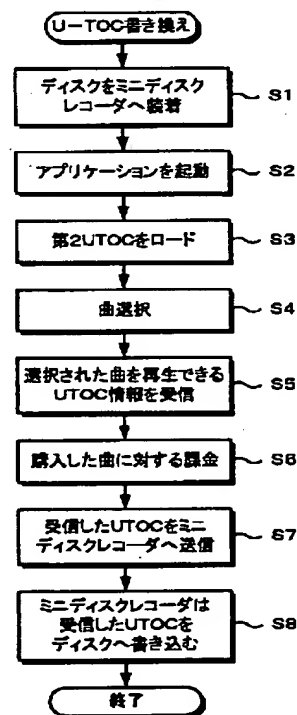 U-TOC書き換え
ディスクをミニディスク
レコーダへ装着
S1
アプリケーションを起動
S2
第2UTOCをロード
S3
曲選択
S4
選択された曲を再生できる
UTOC情報を受信
S5
購入した曲に対する課金
S6
受信したUTOCをミニ
ディスクレコーダへ送信
S7
ミニディスクレコーダは
受信したUTOCを
ディスクへ書き込む
S8
終了